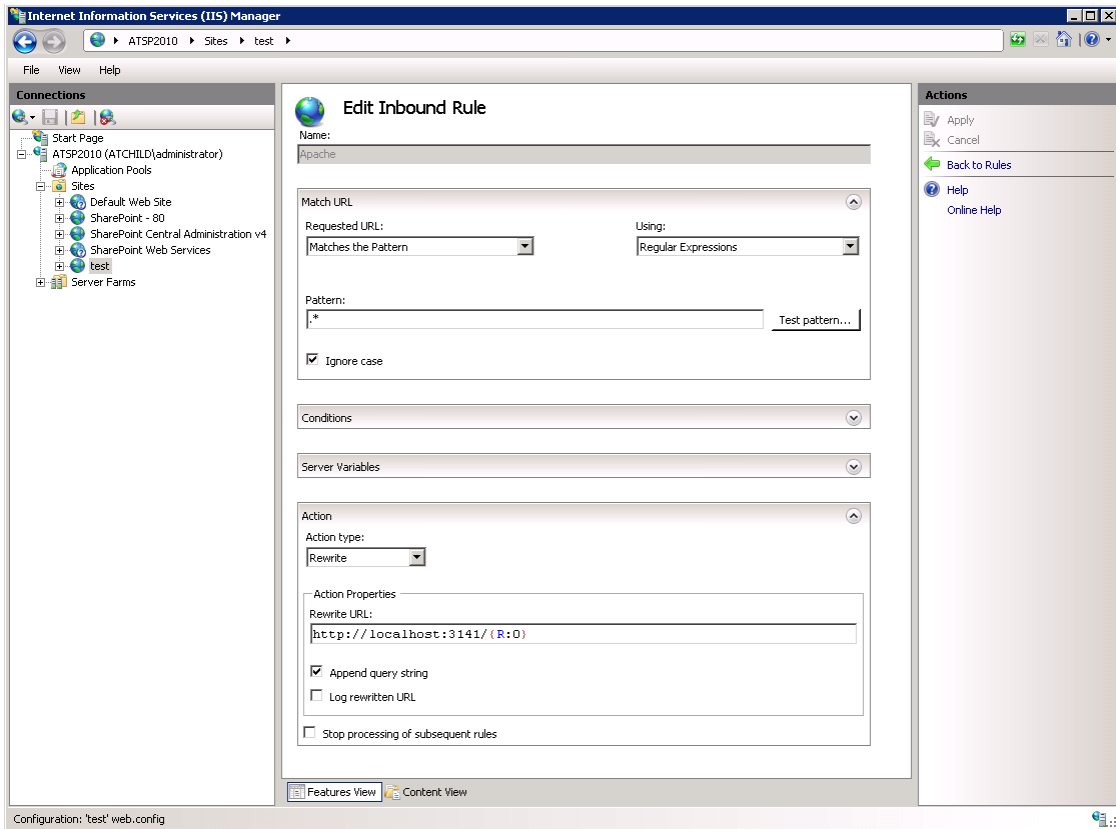 Internet Information Services (IIS) Manager
ATSP2010 Sites test
File View Help
Connections
Start Page
ATSP2010 (ATCHILD\administrator)
Application Pools
Sites
Default Web Site
SharePoint - 80
SharePoint Central Administration v4
SharePoint Web Services
test
Server Farms
Edit Inbound Rule
Name:
Apache
Match URL
Requested URL: Using:
Matches the Pattern Regular Expressions
Pattern:
.* Test pattern...
Ignore case
Conditions
Server Variables
Action
Action type:
Rewrite
Action Properties
Rewrite URL:
http://localhost:3141/{R:0}
Append query string
Log rewritten URL
Stop processing of subsequent rules
Features View Content View
Actions
Apply
Cancel
Back to Rules
Help
Online Help
Configuration: 'test' web.config